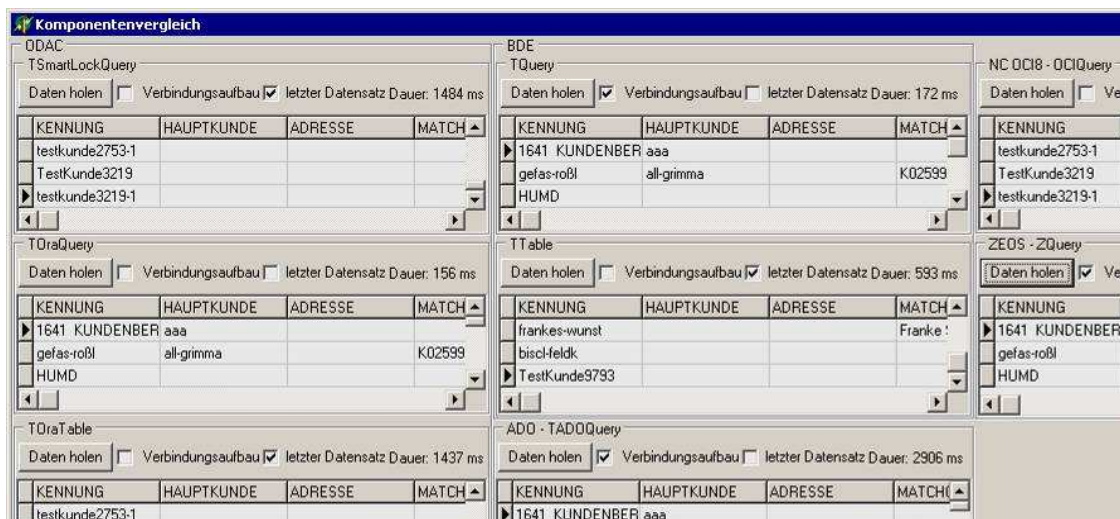 Komponentenvergleich
ODAC
TSmartLockQuery
Daten holen Verbindungsaufbau letzter Datensatz Dauer: 1484 ms
KENNUNG HAUPTKUNDE ADRESSE MATCH
testkunde2753-1
TestKunde3219
testkunde3219-1
TOraQuery
Daten holen Verbindungsaufbau letzter Datensatz Dauer: 156 ms
KENNUNG HAUPTKUNDE ADRESSE MATCH
1641 KUNDENBER aaa
gefas-roßl all-grimma K02599
HUMD
TOraTable
Daten holen Verbindungsaufbau letzter Datensatz Dauer: 1437 ms
KENNUNG HAUPTKUNDE ADRESSE MATCH
testkunde2753-1
BDE
TQuery
Daten holen Verbindungsaufbau letzter Datensatz Dauer: 172 ms
KENNUNG HAUPTKUNDE ADRESSE MATCH
1641 KUNDENBER aaa
gefas-roßl all-grimma K02599
HUMD
TTable
Daten holen Verbindungsaufbau letzter Datensatz Dauer: 593 ms
KENNUNG HAUPTKUNDE ADRESSE MATCH
frankes-wunst Franke
biscl-feldk
TestKunde9793
ADO - TADOQuery
Daten holen Verbindungsaufbau letzter Datensatz Dauer: 2906 ms
KENNUNG HAUPTKUNDE ADRESSE MATCH
1641 KUNDENBER aaa
NC OCI8 - OCIQuery
Daten holen Ve
KENNUNG
testkunde2753-1
TestKunde3219
testkunde3219-1
ZEOS - ZQuery
Daten holen Ve
KENNUNG
1641 KUNDENBER
gefas-roßl
HUMD